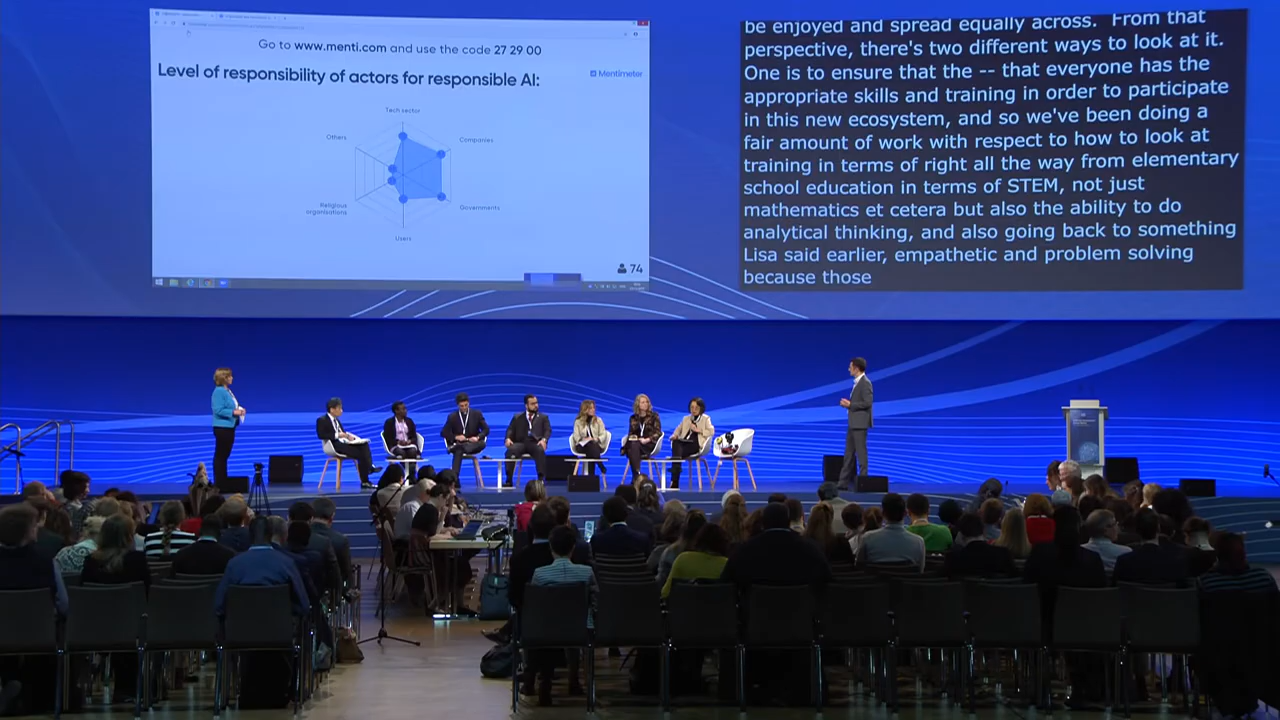 Go to www.menti.com and use the code 27 29 00
Level of responsibility of actors for responsible AI:
Mentimeter
Tech sector
Others
Companies
Religious
organisations
Governments
Users
74
be enjoyed and spread equally across. From that
perspective, there's two different ways to look at it.
One is to ensure that the -- that everyone has the
appropriate skills and training in order to participate
in this new ecosystem, and so we've been doing a
fair amount of work with respect to how to look at
training in terms of right all the way from elementary
school education in terms of STEM, not just
mathematics et cetera but also the ability to do
analytical thinking, and also going back to something
Lisa said earlier, empathetic and problem solving
because those